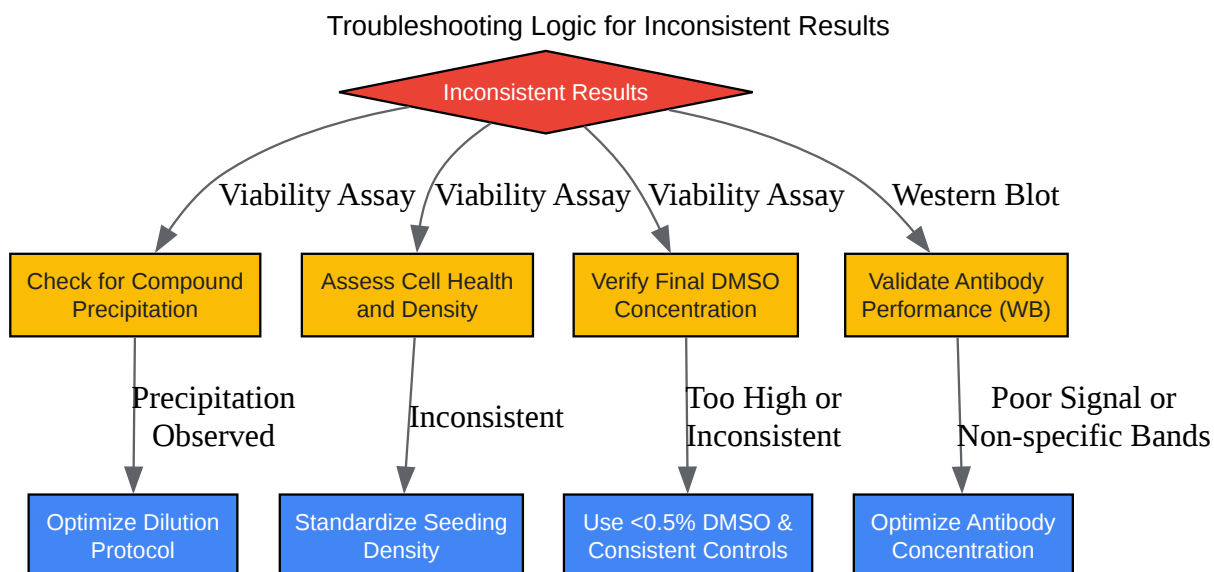 Troubleshooting Logic for Inconsistent Results
Inconsistent Results
Viability Assay
Viability Assay
Viability Assay
Western Blot
Check for Compound
Precipitation
Assess Cell Health
and Density
Verify Final DMSO
Concentration
Validate Antibody
Performance (WB)
Precipitation
Observed
Inconsistent
Too High or
Inconsistent
Poor Signal or
Non-specific Bands
Optimize Dilution
Protocol
Standardize Seeding
Density
Use <0.5% DMSO &
Consistent Controls
Optimize Antibody
Concentration